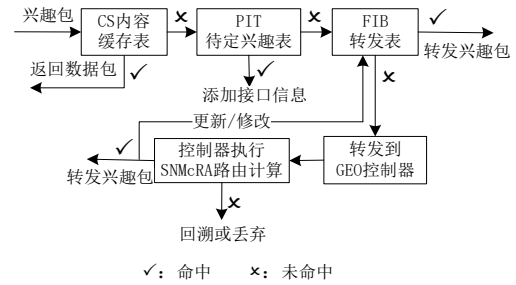 兴趣包
CS内容
缓存表
×
PIT
待定兴趣表
×
FIB
转发表
✓
转发兴趣包
返回数据包
✓
✓
添加接口信息
×
更新/修改
✓
转发兴趣包
控制器执行
SNMcRA路由计算
转发到
GEO控制器
×
回溯或丢弃
✓：命中 ×：未命中